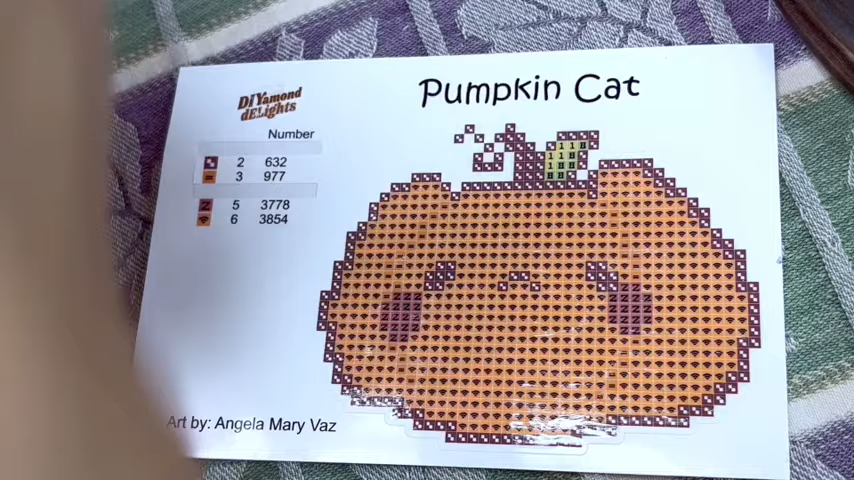 DIYamond
dELights
Pumpkin Cat
Number
2 632
3 977
5 3778
6 3854
Art by: Angela Mary Vaz